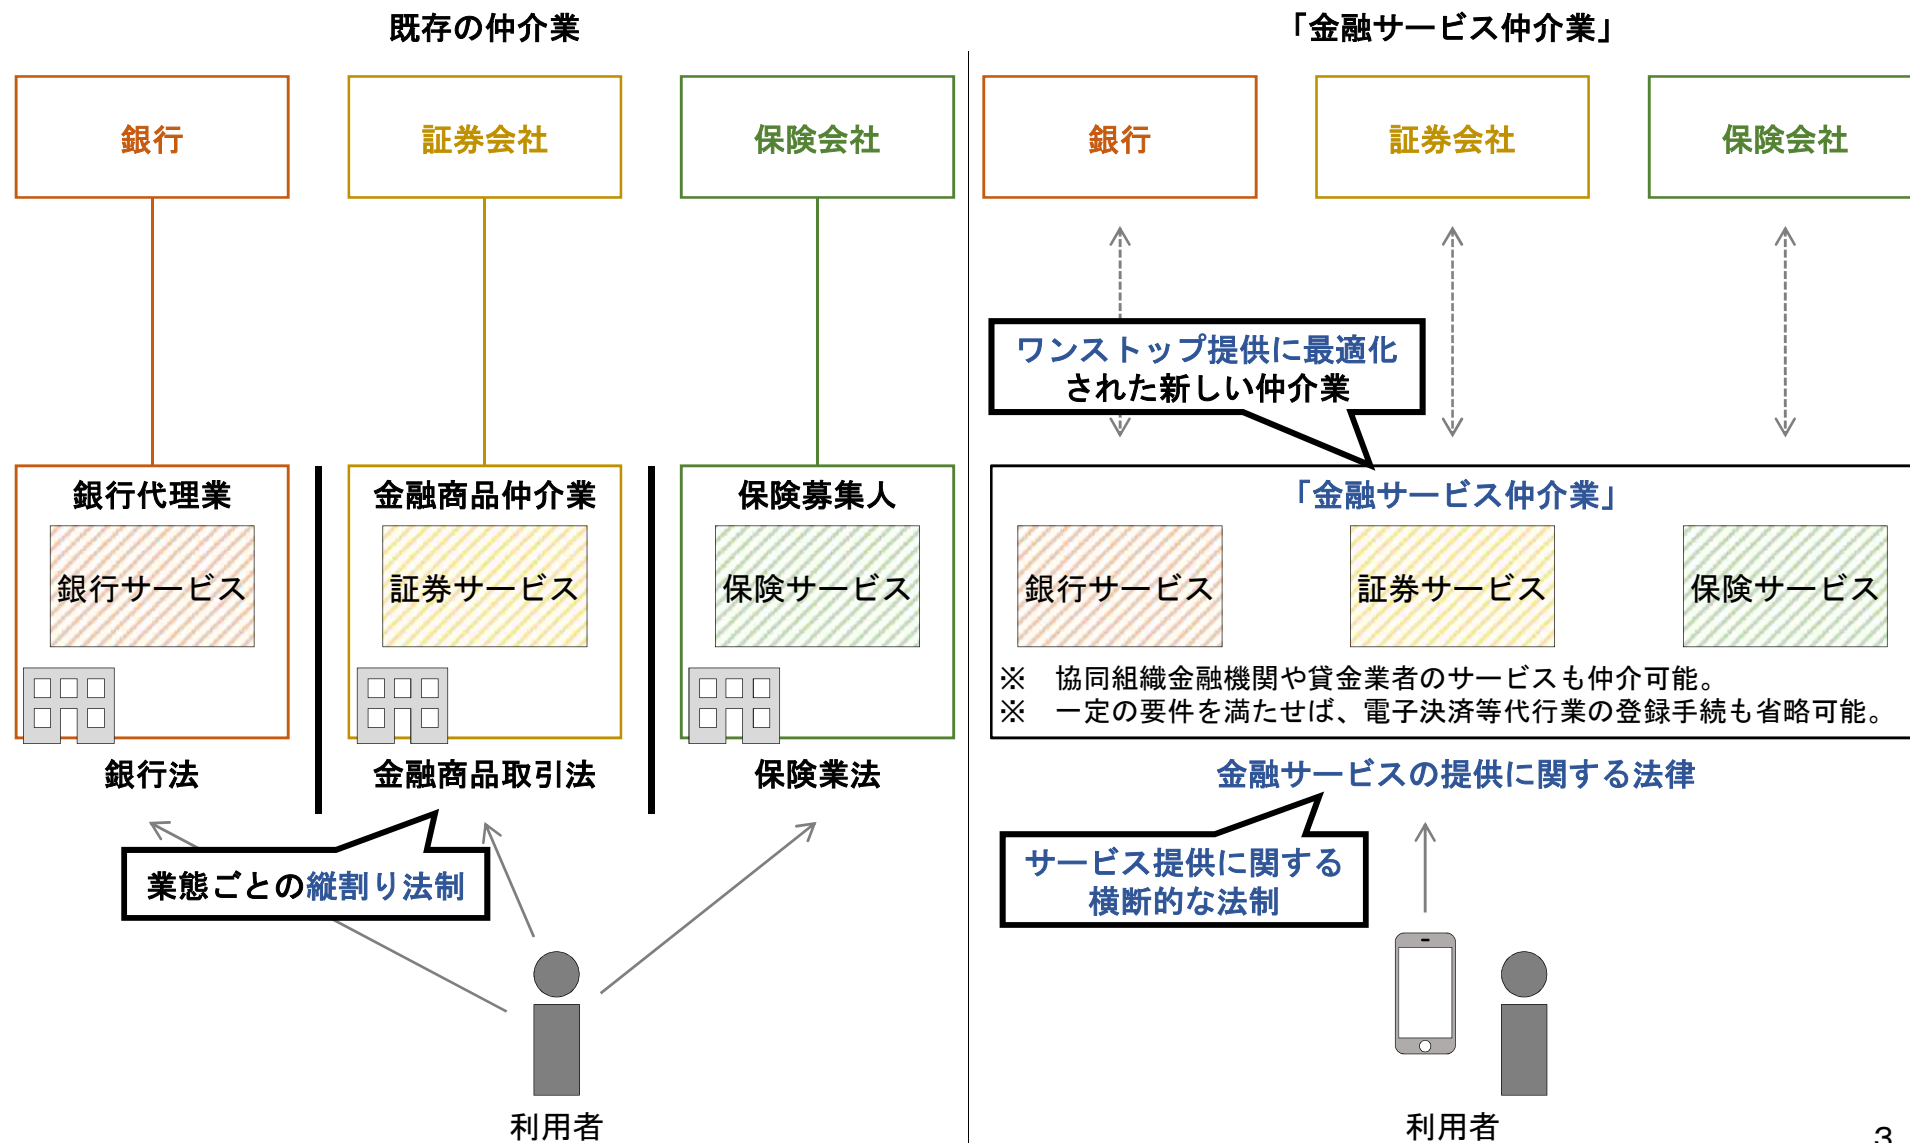 既存の仲介業
銀行
証券会社
保険会社
銀行代理業
金融商品仲介業
保険募集人
銀行サービス
証券サービス
保険サービス
銀行法
金融商品取引法
保険業法
業態ごとの縦割り法制
利用者
「金融サービス仲介業」
銀行
証券会社
保険会社
ワンストップ提供に最適化
された新しい仲介業
「金融サービス仲介業」
銀行サービス
証券サービス
保険サービス
※　協同組織金融機関や貸金業者のサービスも仲介可能。
※　一定の要件を満たせば、電子決済等代行業の登録手続も省略可能。
金融サービスの提供に関する法律
サービス提供に関する
横断的な法制
利用者
3